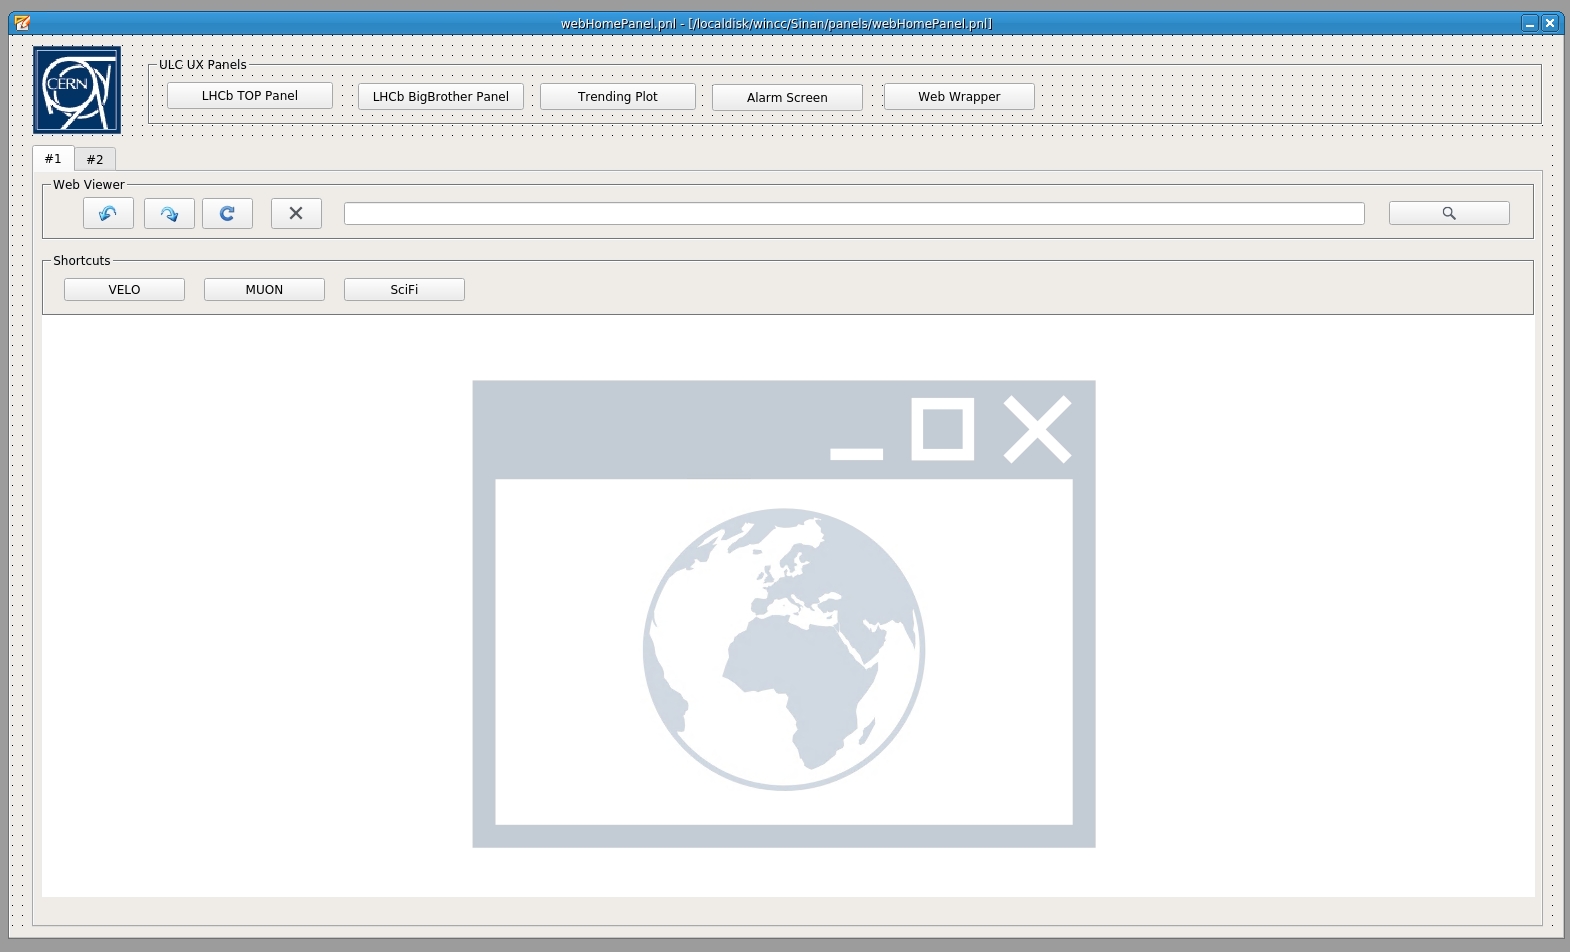 webHomePanel.pnl - [/localdisk/wincc/Sinan/panels/webHomePanel.pnl]
CERN
ULC UX Panels
LHCb TOP Panel LHCb BigBrother Panel Trending Plot Alarm Screen Web Wrapper
#1 #2
Web Viewer
Shortcuts
VELO MUON SciFi